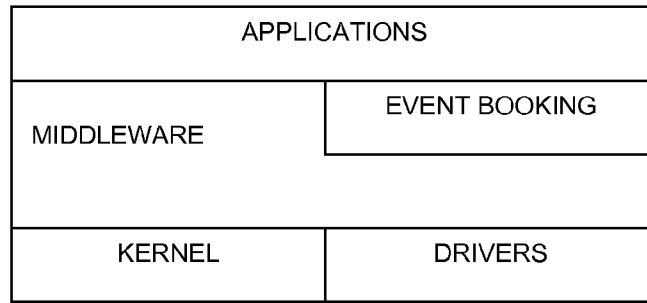 APPLICATIONS
EVENT BOOKING
MIDDLEWARE
KERNEL
DRIVERS